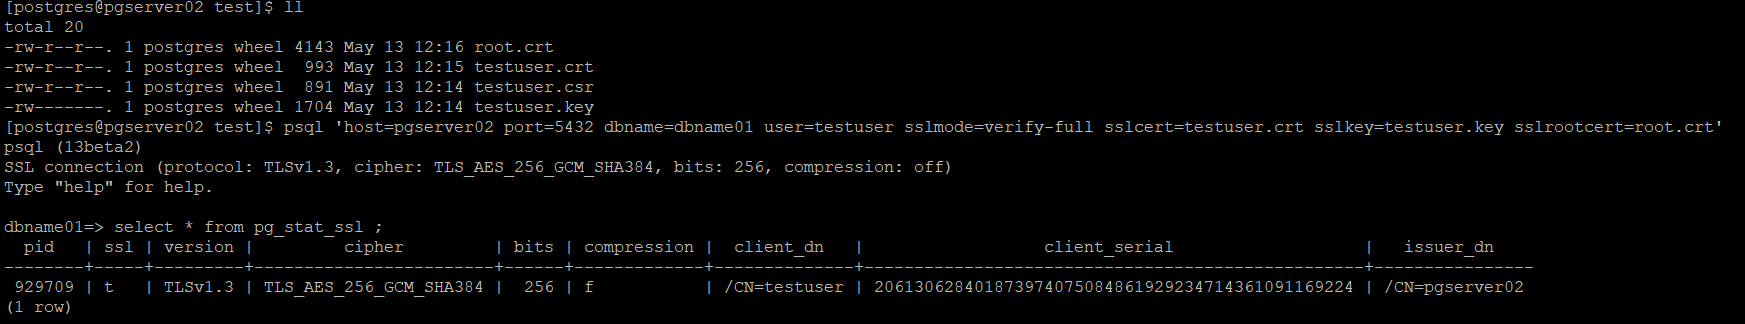 [postgres@pgserver02 test]$ ll
total 20
-rw-r--r--. 1 postgres wheel 4143 May 13 12:16 root.crt
-rw-r--r--. 1 postgres wheel  993 May 13 12:15 testuser.crt
-rw-r--r--. 1 postgres wheel  891 May 13 12:14 testuser.csr
-rw-------. 1 postgres wheel 1704 May 13 12:14 testuser.key
[postgres@pgserver02 test]$ psql 'host=pgserver02 port=5432 dbname=dbname01 user=testuser sslmode=verify-full sslcert=testuser.crt sslkey=testuser.key sslrootcert=root.crt'
psql (13beta2)
SSL connection (protocol: TLSv1.3, cipher: TLS_AES_256_GCM_SHA384, bits: 256, compression: off)
Type "help" for help.

dbname01=> select * from pg_stat_ssl ;
  pid   | ssl | version |         cipher         | bits | compression |  client_dn   |                  client_serial                   |   issuer_dn
--------+-----+---------+------------------------+------+-------------+--------------+--------------------------------------------------+----------------
 929709 | t   | TLSv1.3 | TLS_AES_256_GCM_SHA384 |  256 | f           | /CN=testuser | 206130628401873974075084861929234714361091169224 | /CN=pgserver02
(1 row)